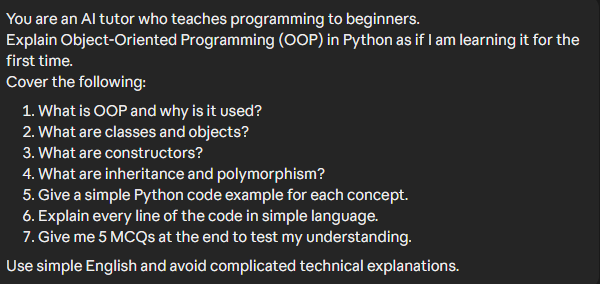 You are an AI tutor who teaches programming to beginners.
Explain Object-Oriented Programming (OOP) in Python as if I am learning it for the
first time.
Cover the following:
1. What is OOP and why is it used?
2. What are classes and objects?
3. What are constructors?
4. What are inheritance and polymorphism?
5. Give a simple Python code example for each concept.
6. Explain every line of the code in simple language.
7. Give me 5 MCQs at the end to test my understanding.
Use simple English and avoid complicated technical explanations.